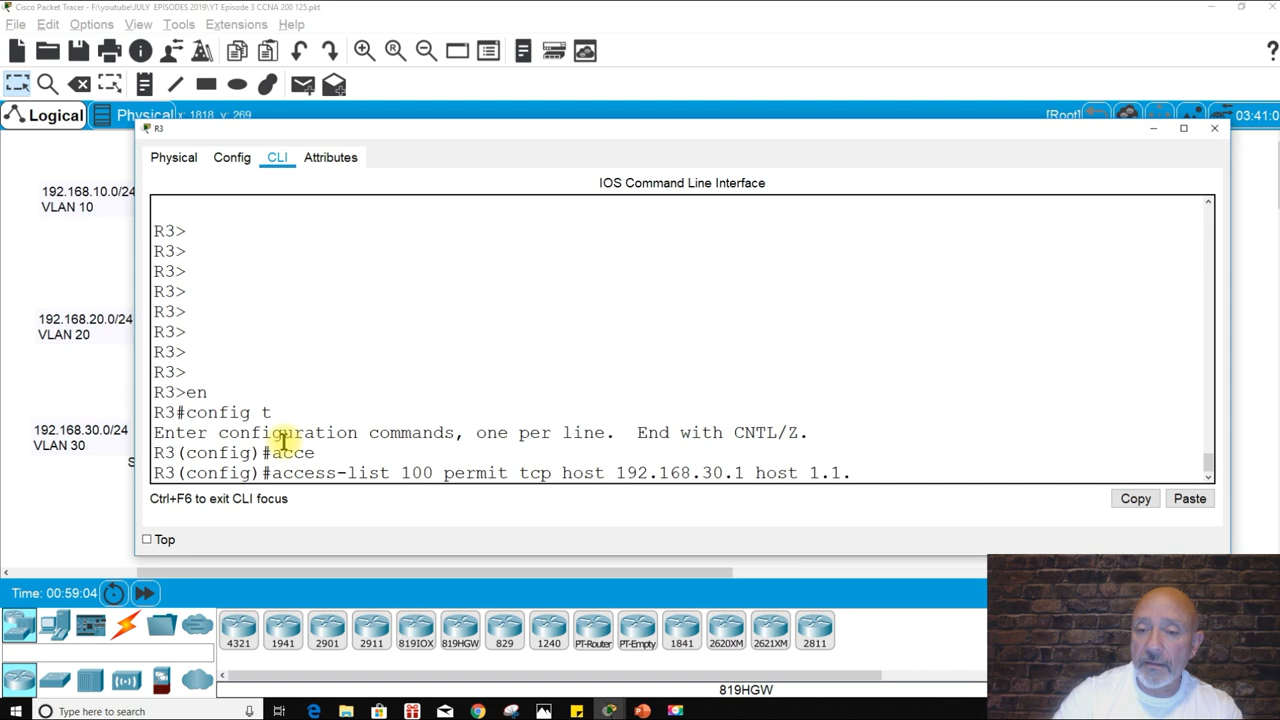 Cisco Packet Tracer - F:\youtube\JULY EPISODES\2019\YT Episode 3 CCNA 200 125.pkt
File Edit Options View Tools Extensions Help
Logical Physical x: 1818, y: 269 [Root] 03:41:0
R3
Physical Config CLI Attributes
IOS Command Line Interface
192.168.10.0/24
VLAN 10
192.168.20.0/24
VLAN 20
192.168.30.0/24
VLAN 30
S
R3>
R3>
R3>
R3>
R3>
R3>
R3>
R3>
R3>en
R3#config t
Enter configuration commands, one per line. End with CNTL/Z.
R3(config)#acce
R3(config)#access-list 100 permit tcp host 192.168.30.1 host 1.1.
Ctrl+F6 to exit CLI focus
Copy Paste
Top
Time: 00:59:04
4321 1941 2901 2911 819IOX 819HGW 829 1240 PT-Router PT-Empty 1841 2620XM 2621XM 2811
819HGW
Type here to search